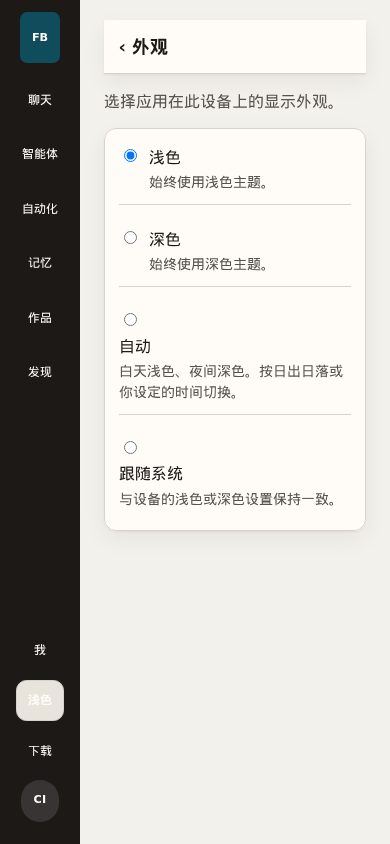 FB
聊天
智能体
自动化
记忆
作品
发现
我
浅色
下载
CI
‹ 外观
选择应用在此设备上的显示外观。
浅色
始终使用浅色主题。
深色
始终使用深色主题。
自动
白天浅色、夜间深色。按日出日落或
你设定的时间切换。
跟随系统
与设备的浅色或深色设置保持一致。